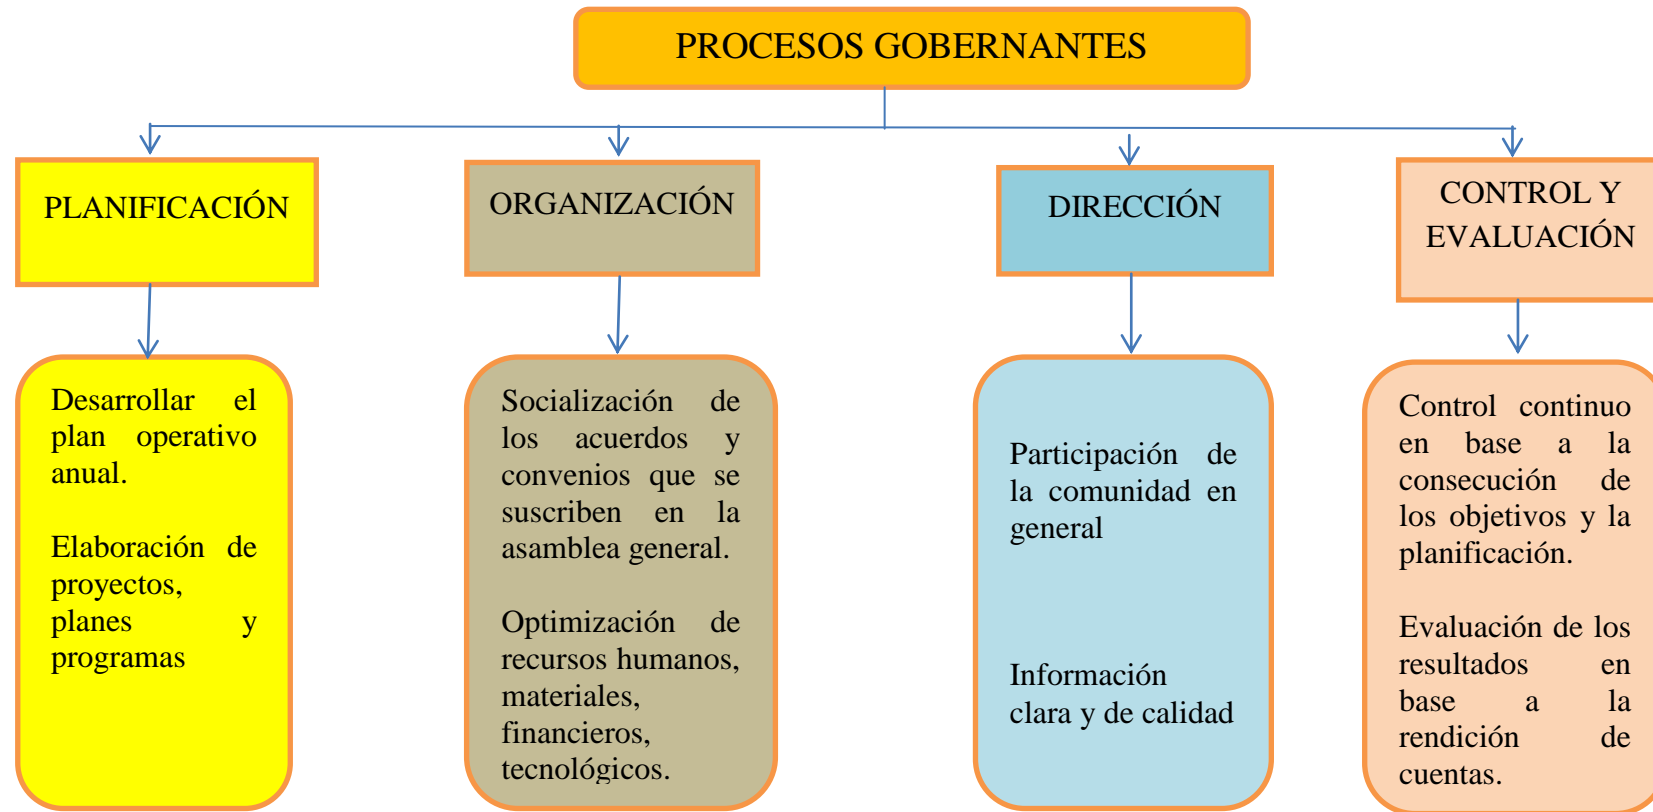 PROCESOS GOBERNANTES
PLANIFICACIÓN
ORGANIZACIÓN
DIRECCIÓN
CONTROL Y
EVALUACIÓN
Desarrollar el
plan operativo
anual.
Elaboración de
proyectos,
planes y
programas
Socialización de
los acuerdos y
convenios que se
suscriben en la
asamblea general.
Optimización de
recursos humanos,
materiales,
financieros,
tecnológicos.
Participación de
la comunidad en
general
Información
clara y de calidad
Control continuo
en base a la
consecución de
los objetivos y la
planificación.
Evaluación de los
resultados en
base a la
rendición de
cuentas.